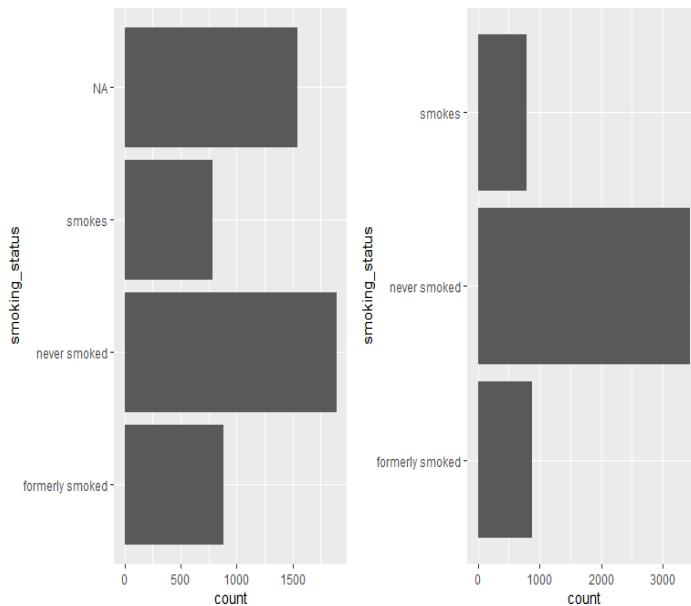 NA
smokes
never smoked
formerly smoked
smoking_status
0 500 1000 1500
count
smokes
never smoked
formerly smoked
smoking_status
0 1000 2000 3000
count